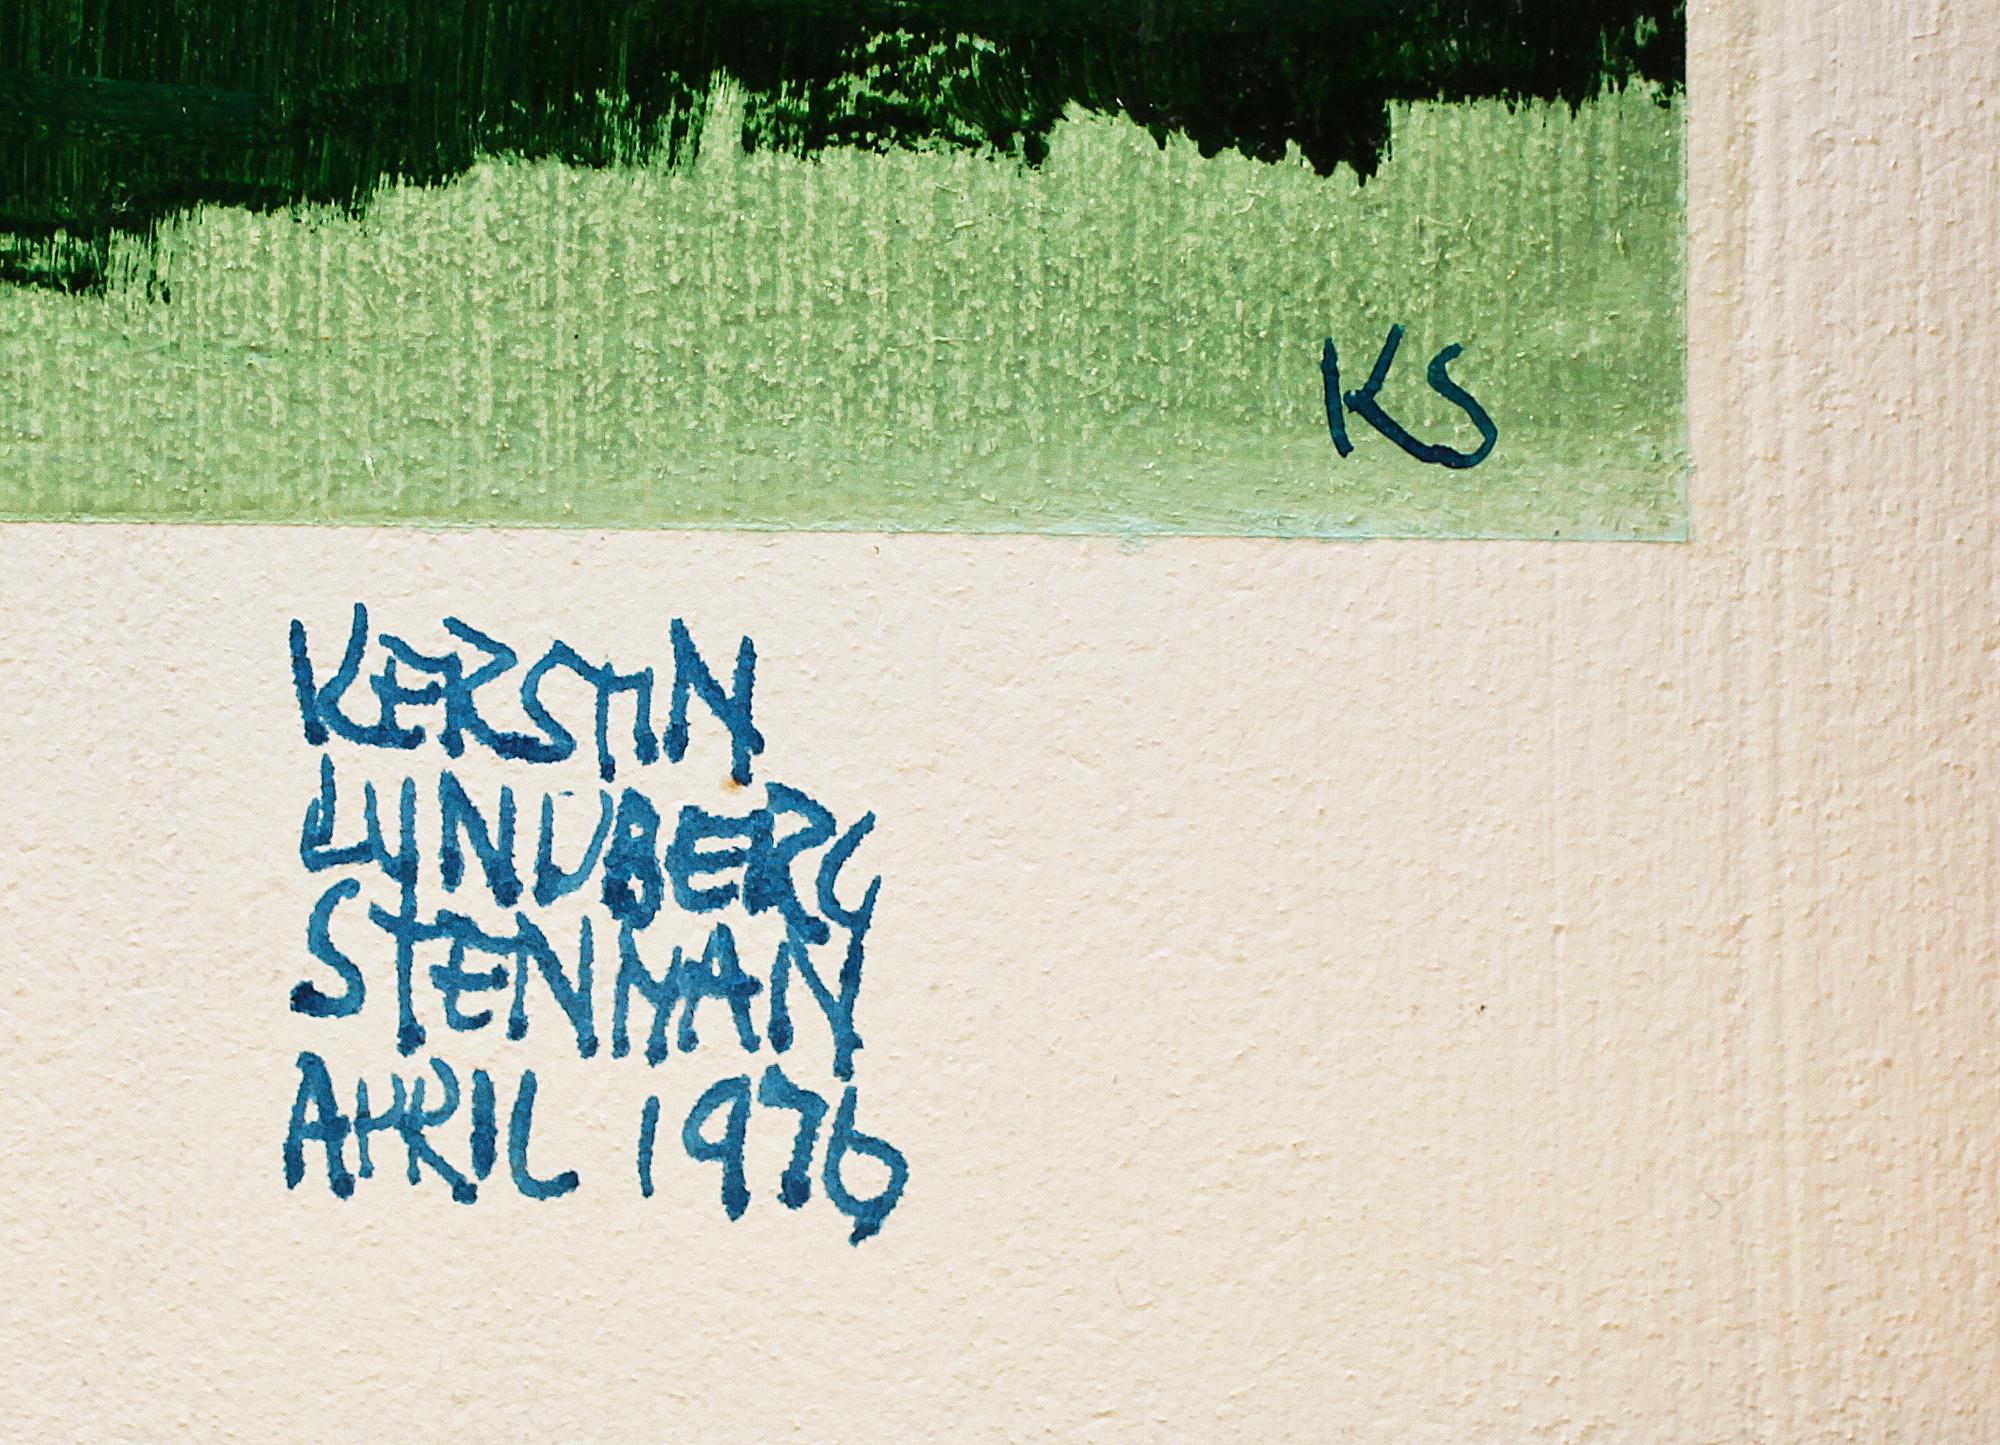 KS
KERSTIN
LUNDBERG
STENMAN
APRIL 1976